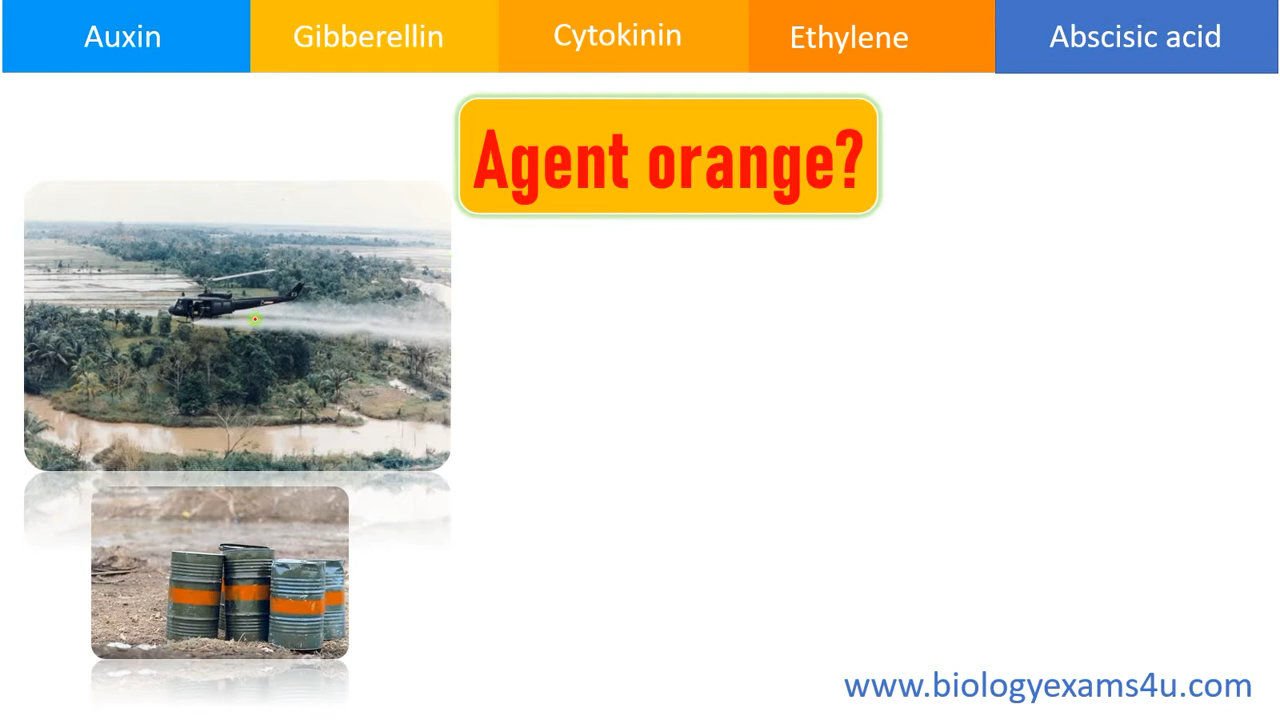 Auxin
Gibberellin
Cytokinin
Ethylene
Abscisic acid
Agent orange?
www.biologyexams4u.com